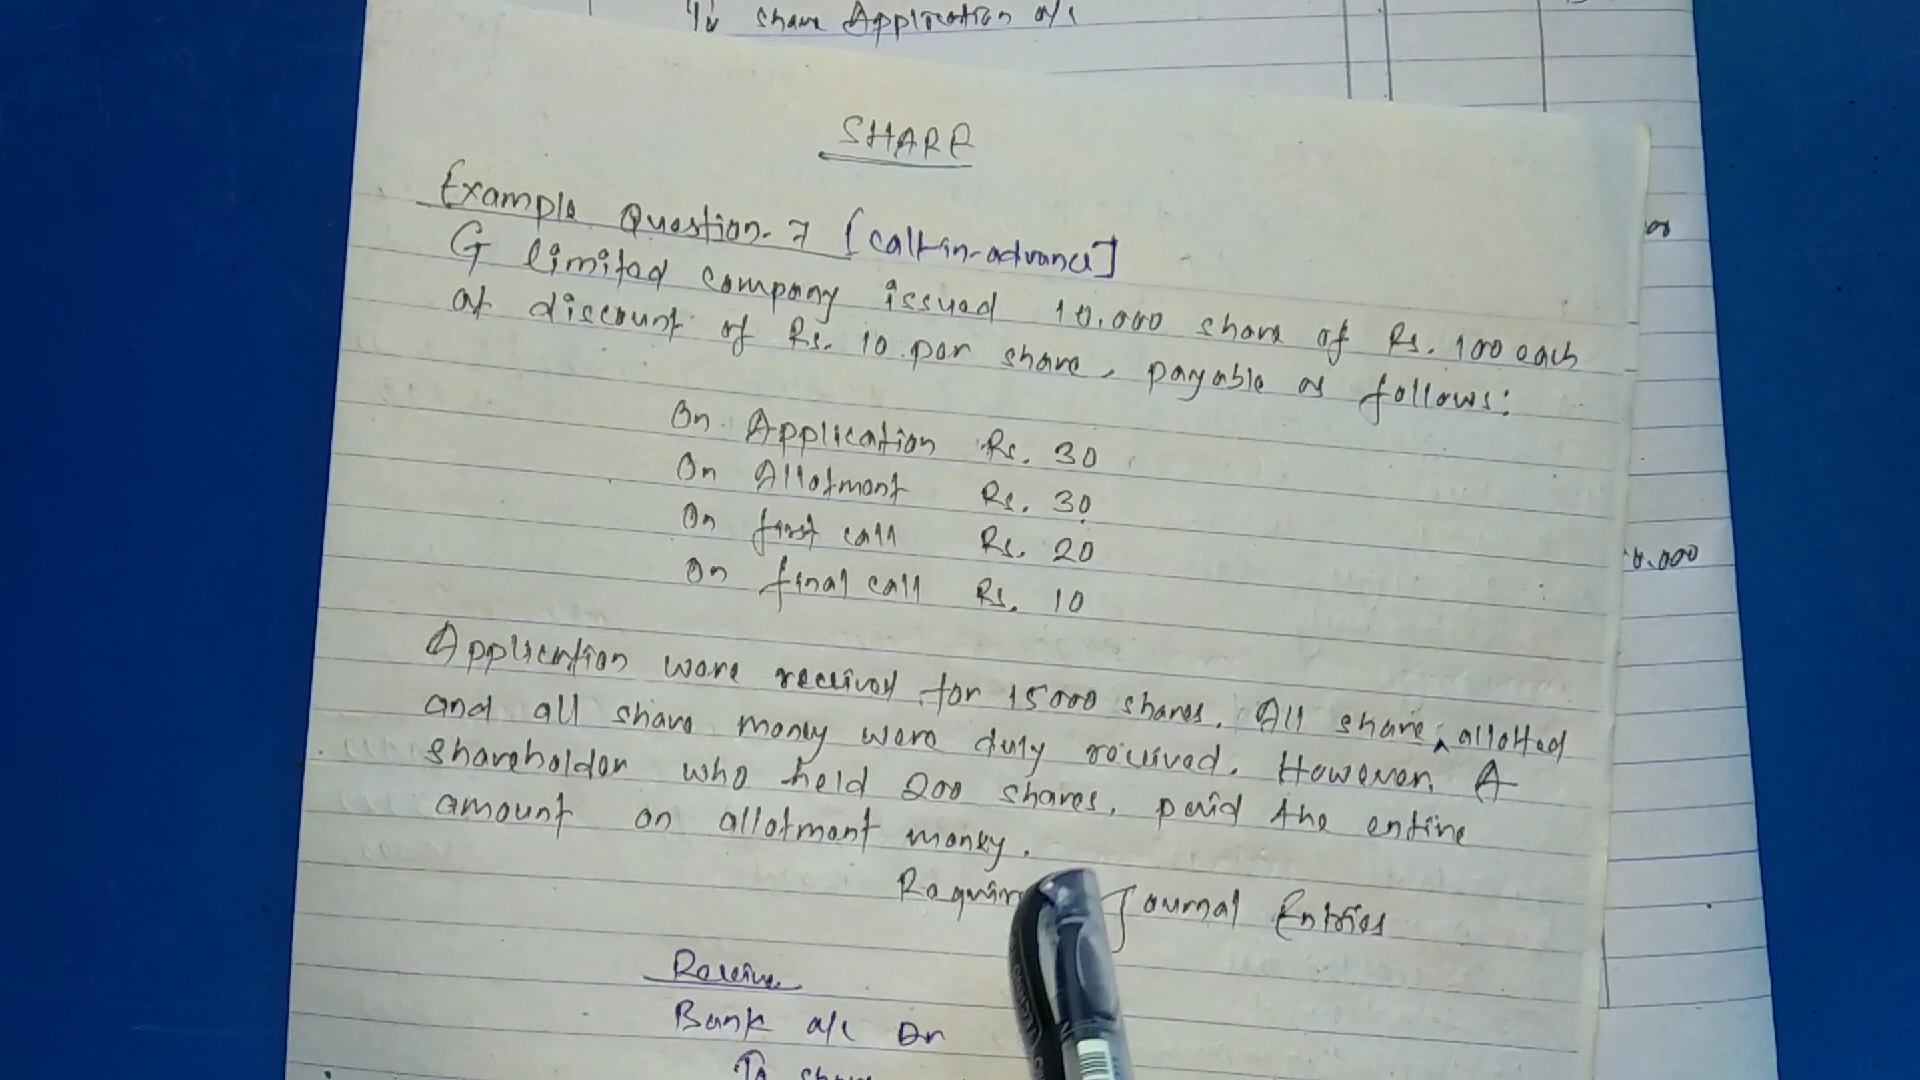 To share Application a/c
SHARE
Example Question-7 [call-in-advance]
G limited company issued 10,000 share of Rs. 100 each
at discount of Rs. 10 per share, payable as follows:
On Application Rs. 30
On Allotment Rs. 30
On first call Rs. 20
On final call Rs. 10
Application were received for 15000 shares. All share allotted
and all share money were duly received. However, A
shareholder who held 200 shares, paid the entire
amount on allotment money.
Journal Entries
Receive
Bank a/c Dr
To